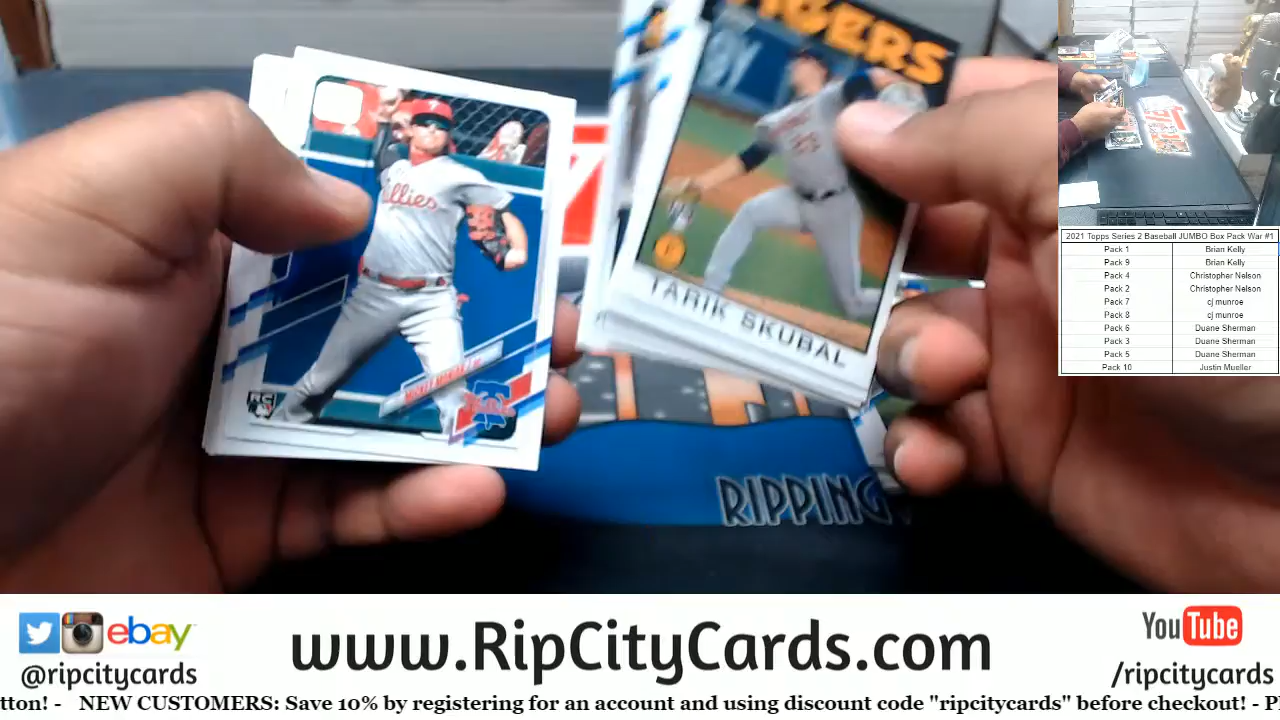 TIGERS
TARIK SKUBAL
Phillies
RC
RIPPING
2021 Topps Series 2 Baseball JUMBO Box Pack War #1
Pack 1 Brian Kelly
Pack 9 Brian Kelly
Pack 4 Christopher Nelson
Pack 2 Christopher Nelson
Pack 7 cj munroe
Pack 8 cj munroe
Pack 6 Duane Sherman
Pack 3 Duane Sherman
Pack 5 Duane Sherman
Pack 10 Justin Mueller
ebay
@ripcitycards
www.RipCityCards.com
YouTube
/ripcitycards
tton! - NEW CUSTOMERS: Save 10% by registering for an account and using discount code "ripcitycards" before checkout! - P